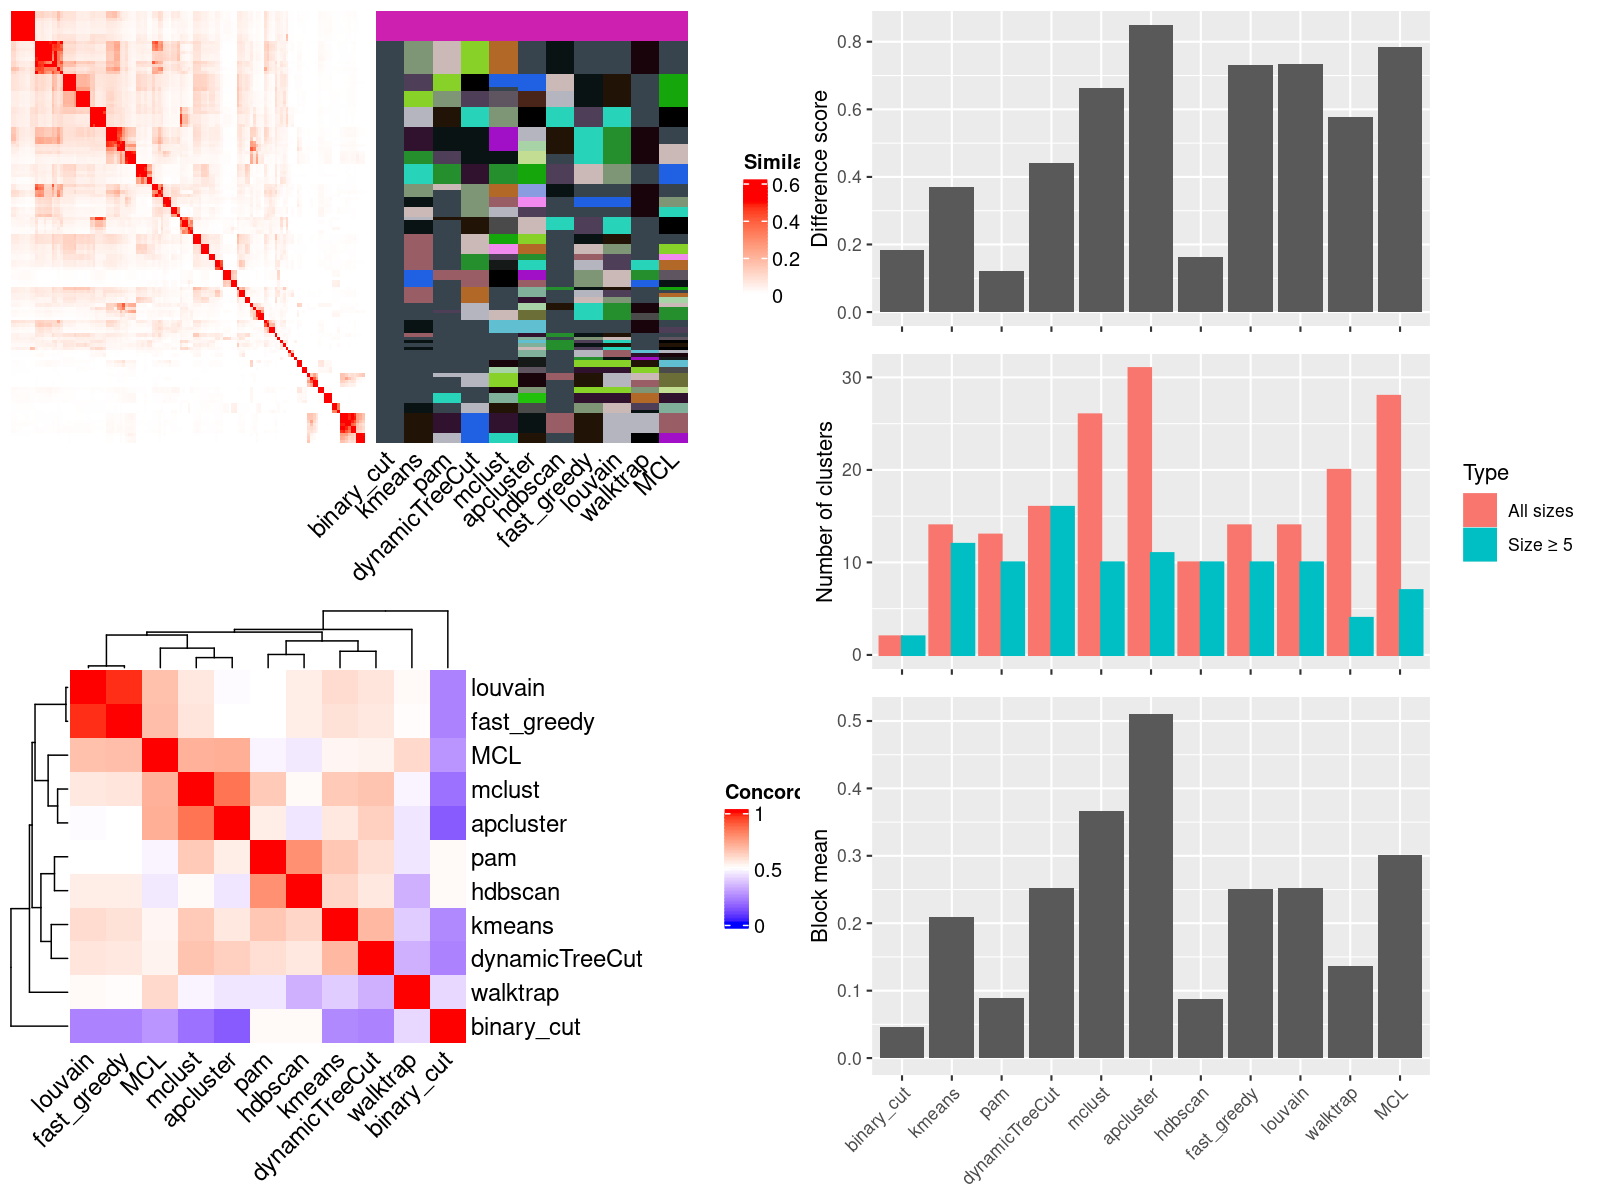 binary_cut
kmeans
pam
dynamicTreeCut
mclust
apcluster
hdbscan
fast_greedy
louvain
walktrap
MCL
Simila
0.6
0.4
0.2
0
louvain
fast_greedy
MCL
mclust
apcluster
pam
hdbscan
kmeans
dynamicTreeCut
walktrap
binary_cut
louvain
fast_greedy
MCL
mclust
apcluster
pam
hdbscan
kmeans
dynamicTreeCut
walktrap
binary_cut
Concord
1
0.5
0
Difference score
0.8
0.6
0.4
0.2
0.0
Number of clusters
30
20
10
0
Type
All sizes
Size ≥ 5
Block mean
0.5
0.4
0.3
0.2
0.1
0.0
binary_cut
kmeans
pam
dynamicTreeCut
mclust
apcluster
hdbscan
fast_greedy
louvain
walktrap
MCL